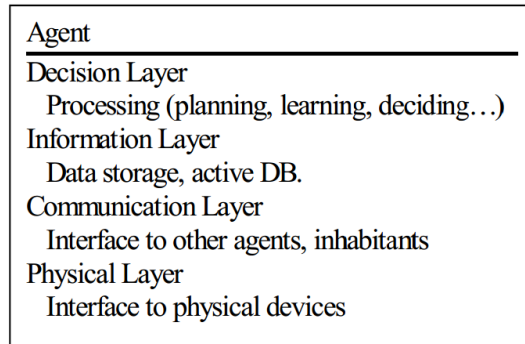 Agent
Decision Layer
Processing (planning, learning, deciding…)
Information Layer
Data storage, active DB.
Communication Layer
Interface to other agents, inhabitants
Physical Layer
Interface to physical devices